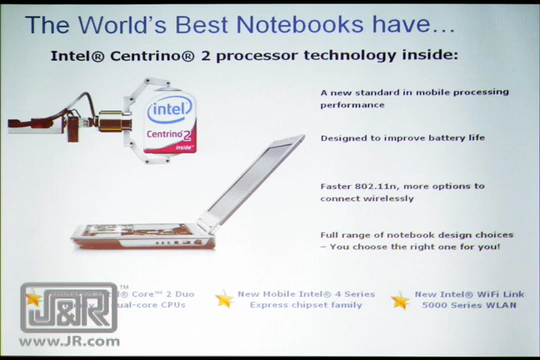 The World's Best Notebooks have...
Intel® Centrino® 2 processor technology inside:
A new standard in mobile processing
performance
intel
Centrino 2
inside™
Designed to improve battery life
Faster 802.11n, more options to
connect wirelessly
Full range of notebook design choices
– You choose the right one for you!
® Core™ 2 Duo
dual-core CPUs
New Mobile Intel® 4 Series
Express chipset family
New Intel® WiFi Link
5000 Series WLAN
J&R™
www.JR.com